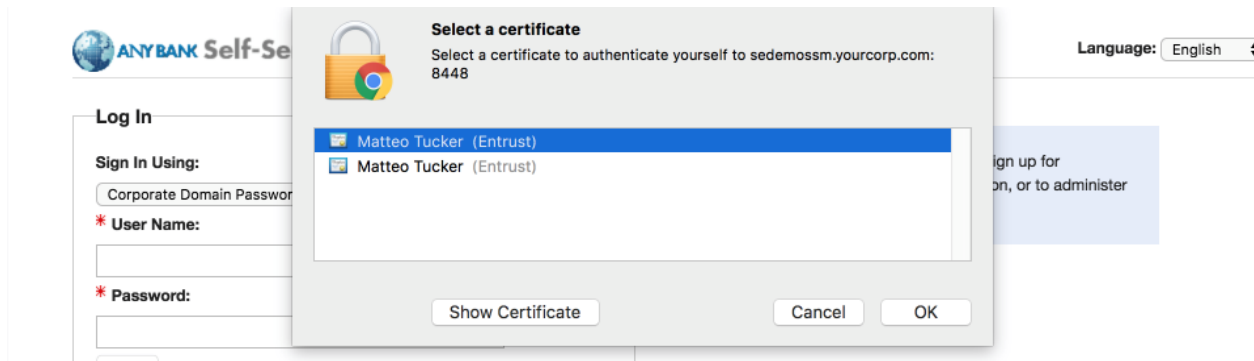 ANYBANK Self-Se
Language: English
Select a certificate
Select a certificate to authenticate yourself to sedemossm.yourcorp.com:
8448
Matteo Tucker (Entrust)
Matteo Tucker (Entrust)
Show Certificate
Cancel
OK
Log In
Sign In Using:
Corporate Domain Passwor
* User Name:
* Password:
ign up for
on, or to administer